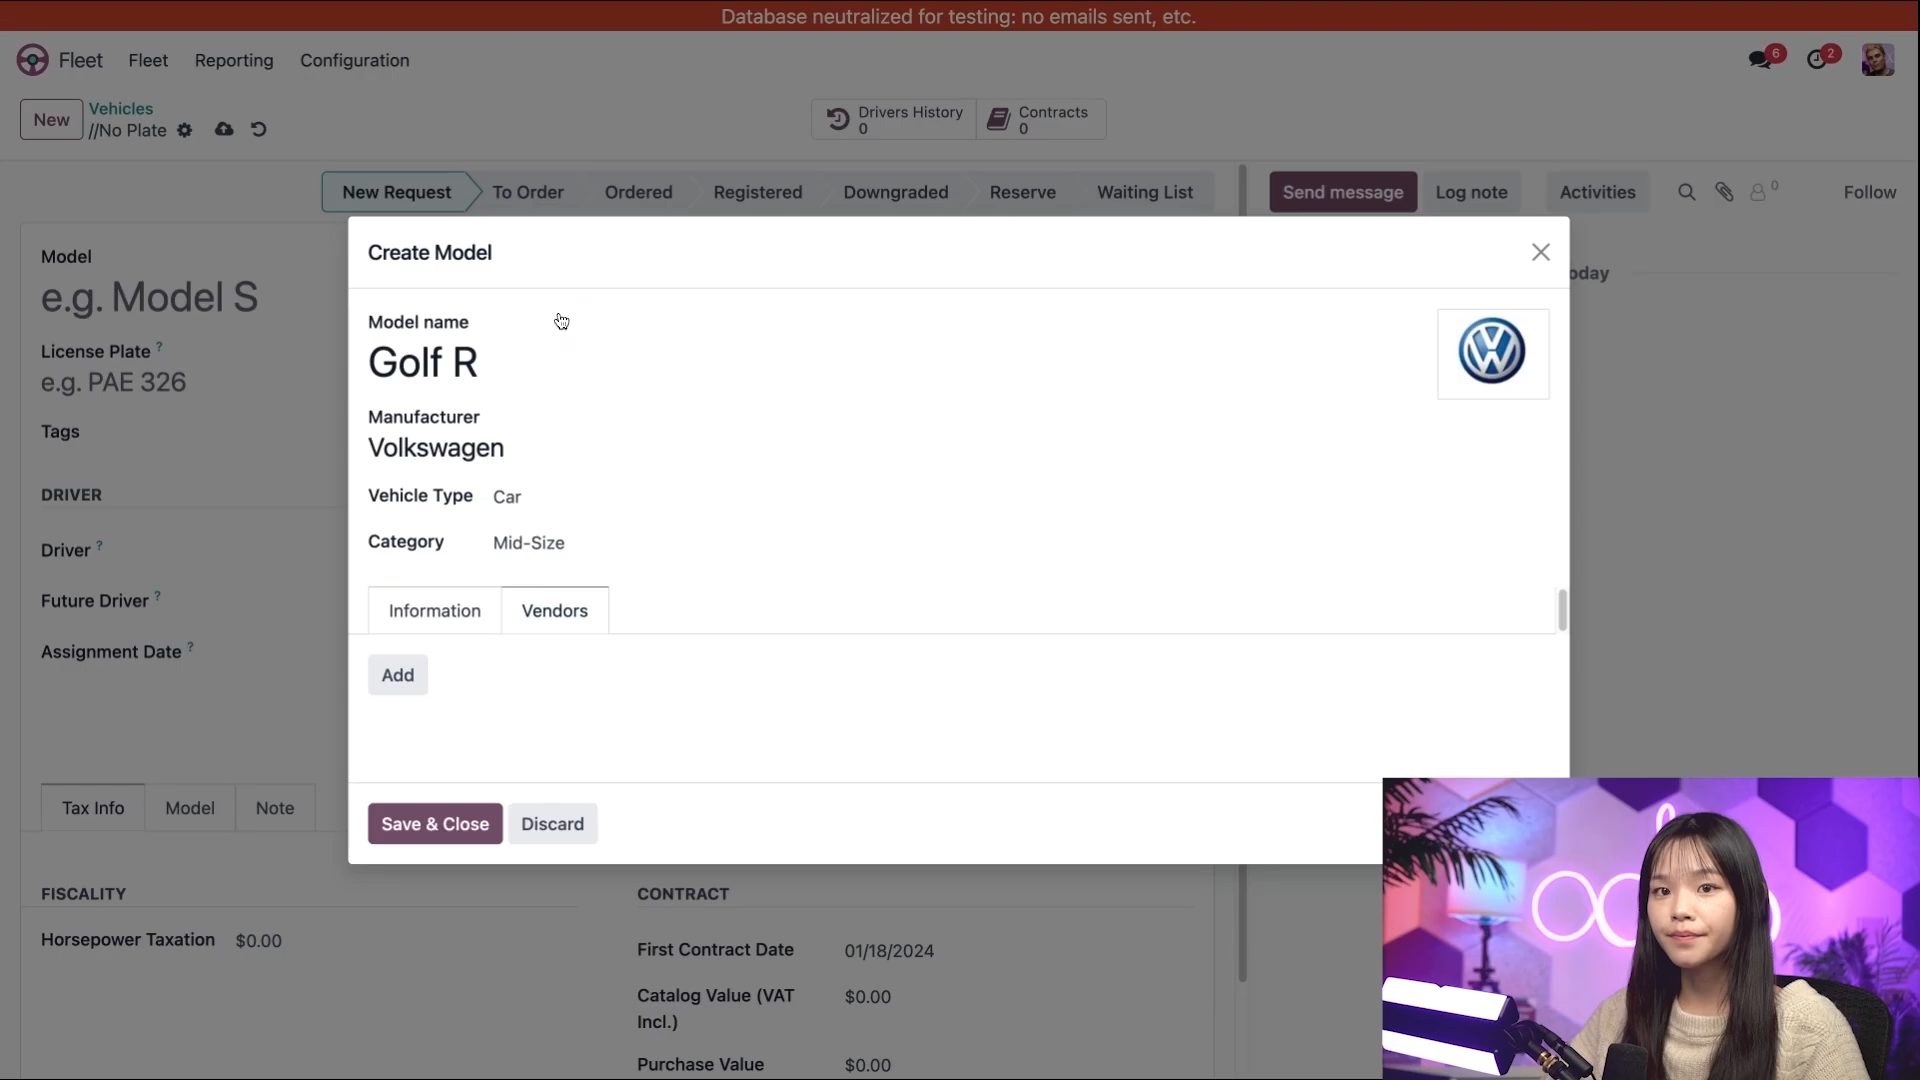 Database neutralized for testing: no emails sent, etc.
Fleet Fleet Reporting Configuration 6 2
New Vehicles
//No Plate
Drivers History
0
Contracts
0
New Request To Order Ordered Registered Downgraded Reserve Waiting List
Send message Log note Activities 0 Follow
Model
e.g. Model S
License Plate ?
e.g. PAE 326
Tags
DRIVER
Driver ?
Future Driver ?
Assignment Date ?
Create Model
oday
Model name
Golf R
Manufacturer
Volkswagen
Vehicle Type Car
Category Mid-Size
Information Vendors
Add
Save & Close Discard
Tax Info Model Note
FISCALITY
Horsepower Taxation $0.00
CONTRACT
First Contract Date 01/18/2024
Catalog Value (VAT
Incl.) $0.00
Purchase Value $0.00